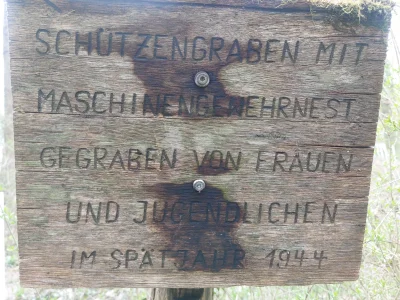 SCHÜTZENGRABEN MIT
MASCHINENGEWEHRNEST
GEGRABEN VON FRAUEN
UND JUGENDLICHEN
IM SPÄTJAHR 1944